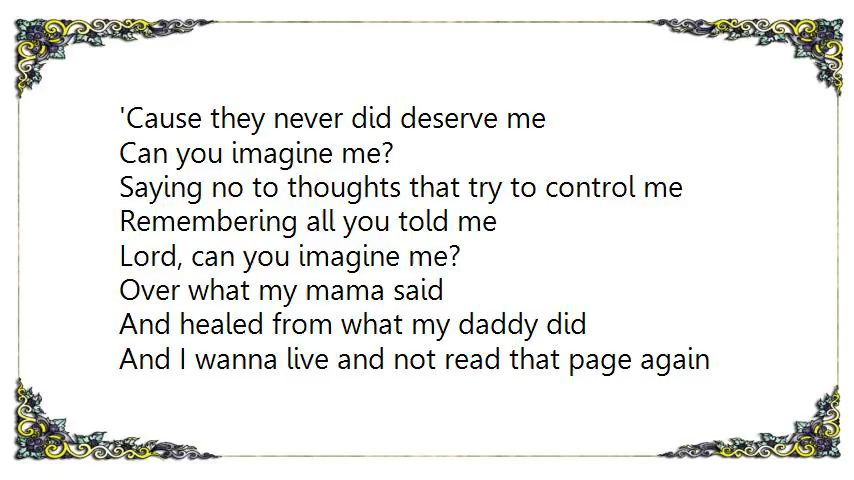 'Cause they never did deserve me
Can you imagine me?
Saying no to thoughts that try to control me
Remembering all you told me
Lord, can you imagine me?
Over what my mama said
And healed from what my daddy did
And I wanna live and not read that page again